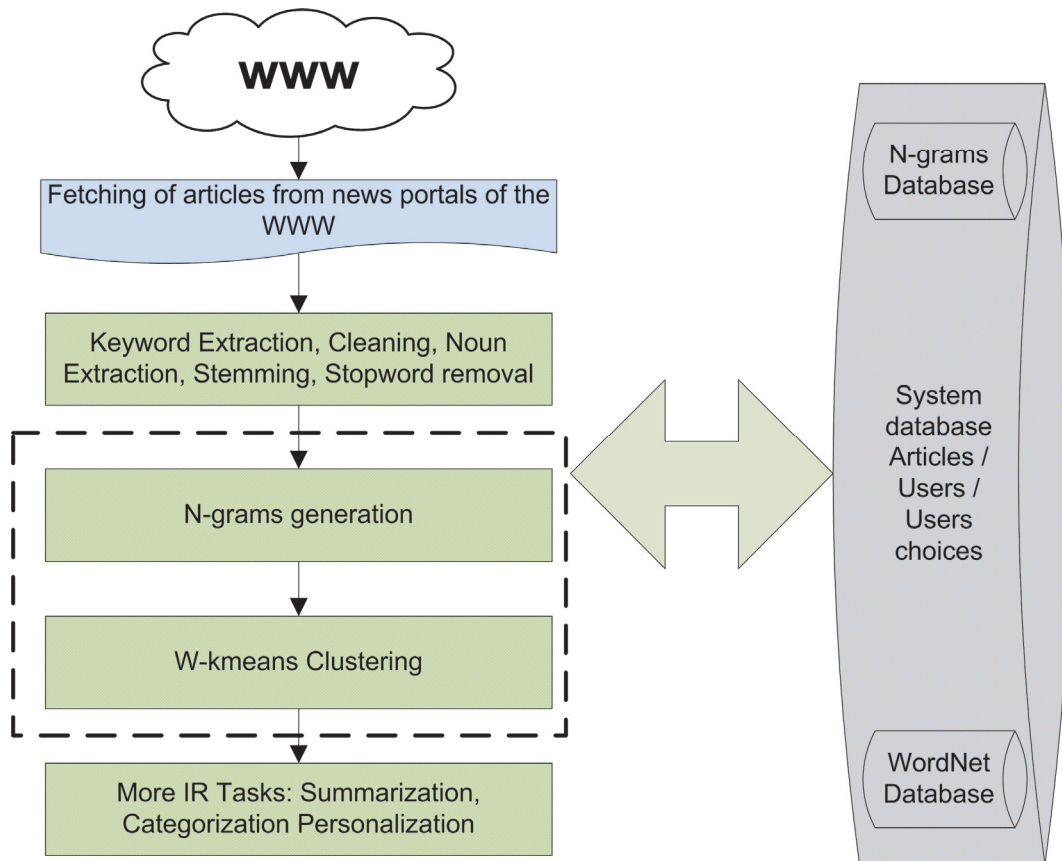 WWW
Fetching of articles from news portals of the
WWW
Keyword Extraction, Cleaning, Noun
Extraction, Stemming, Stopword removal
N-grams generation
W-kmeans Clustering
More IR Tasks: Summarization,
Categorization Personalization
N-grams
Database
System
database
Articles /
Users /
Users
choices
WordNet
Database